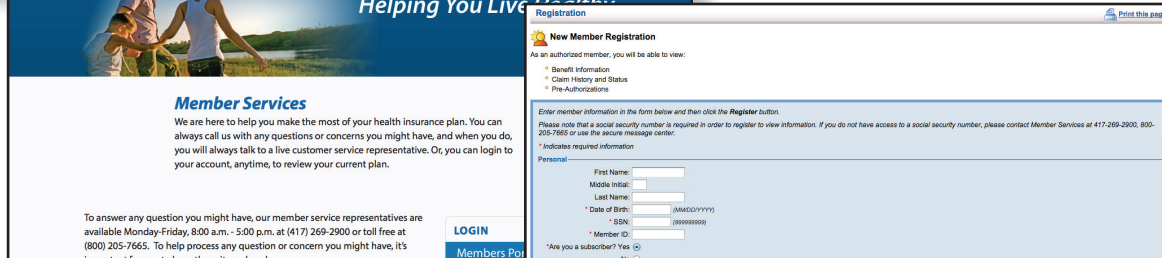 Helping You Live Healthy
Member Services
We are here to help you make the most of your health insurance plan. You can
always call us with any questions or concerns you might have, and when you do,
you will always talk to a live customer service representative. Or, you can login to
your account, anytime, to review your current plan.
To answer any question you might have, our member service representatives are
available Monday-Friday, 8:00 a.m. - 5:00 p.m. at (417) 269-2900 or toll free at
(800) 205-7665. To help process any question or concern you might have, it's
LOGIN
Members Por
Registration
Print this pag
New Member Registration
As an authorized member, you will be able to view:
Benefit Information
Claim History and Status
Pre-Authorizations
Enter member information in the form below and then click the Register button.
Please note that a social security number is required in order to register to view information. If you do not have access to a social security number, please contact Member Services at 417-269-2900, 800-
205-7665 or use the secure message center.
* Indicates required information
Personal
First Name:
Middle Initial:
Last Name:
* Date of Birth: (MM/DD/YYYY)
* SSN: (999999999)
* Member ID:
*Are you a subscriber? Yes